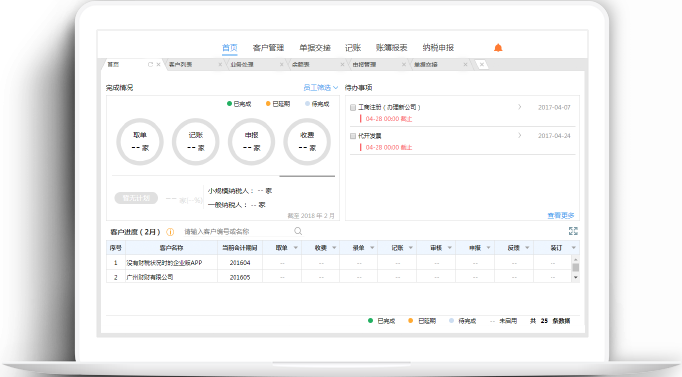 首页 客户管理 单据交接 记账 账簿报表 纳税申报
首页 客户列表 业务处理 余额表 申报管理 票据交接
完成情况 员工筛选
已完成 已延期 待完成
取单 记账 申报 收费
-- 家 -- 家 -- 家 -- 家
小规模纳税人： -- 家
一般纳税人： -- 家
截至 2018 年 2 月
待办事项
工商注册（办理新公司） 2017-04-07
04-28 00:00 截止
代开发票 2017-04-24
04-28 00:00 截止
查看更多
客户进度（2月） 请输入客户编号或名称
序号 客户名称 当前会计期间 取单 收费 录单 记账 审核 申报 反馈 装订
1 没有财税状况时的企业版APP 201604 -- -- -- -- -- -- -- --
2 广州财财有限公司 201605 -- -- -- -- -- -- -- --
已完成 已延期 待完成 -- 未启用 共 25 条数据